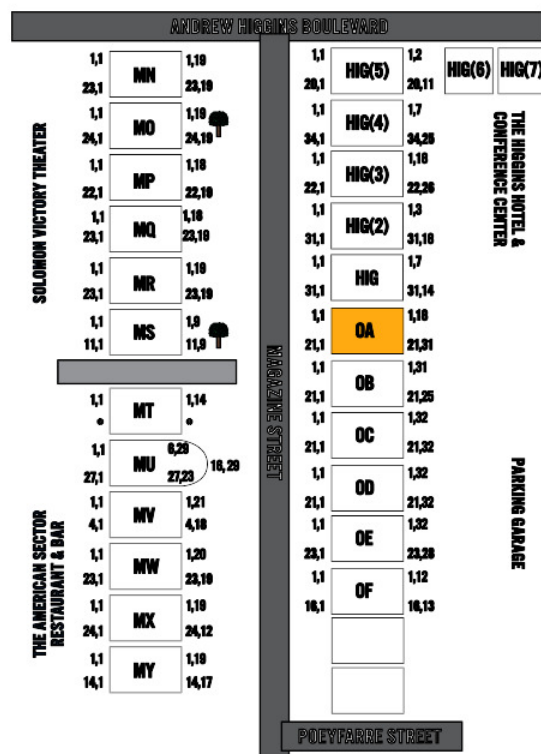 ANDREW HIGGINS BOULEVARD
SOLOMON VICTORY THEATER
1,1 MN 1,19
23,1 23,19
1,1 MO 1,19
24,1 24,19
1,1 MP 1,18
22,1 22,19
1,1 MQ 1,18
23,1 23,19
1,1 MR 1,19
23,1 23,19
1,1 MS 1,9
11,1 11,9
THE AMERICAN SECTOR
RESTAURANT & BAR
1,1 MT 1,14
1,1 MU 6,29
27,1 27,23 16,29
1,1 MV 1,21
4,1 4,18
1,1 MW 1,20
23,1 23,19
1,1 MX 1,19
24,1 24,12
1,1 MY 1,19
14,1 14,17
MAGAZINE STREET
1,1 HIG(5) 1,2 HIG(6) HIG(7)
20,1 20,11
1,1 HIG(4) 1,7
34,1 34,25
1,1 HIG(3) 1,16
22,1 22,26
1,1 HIG(2) 1,3
31,1 31,16
1,1 HIG 1,7
31,1 31,14
1,1 OA 1,18
21,1 21,31
1,1 OB 1,31
21,1 21,25
1,1 OC 1,32
21,1 21,32
1,1 OD 1,32
21,1 21,32
1,1 OE 1,32
23,1 23,28
1,1 OF 1,12
16,1 16,13
THE HIGGINS HOTEL &
CONFERENCE CENTER
PARKING GARAGE
POEYFARRE STREET